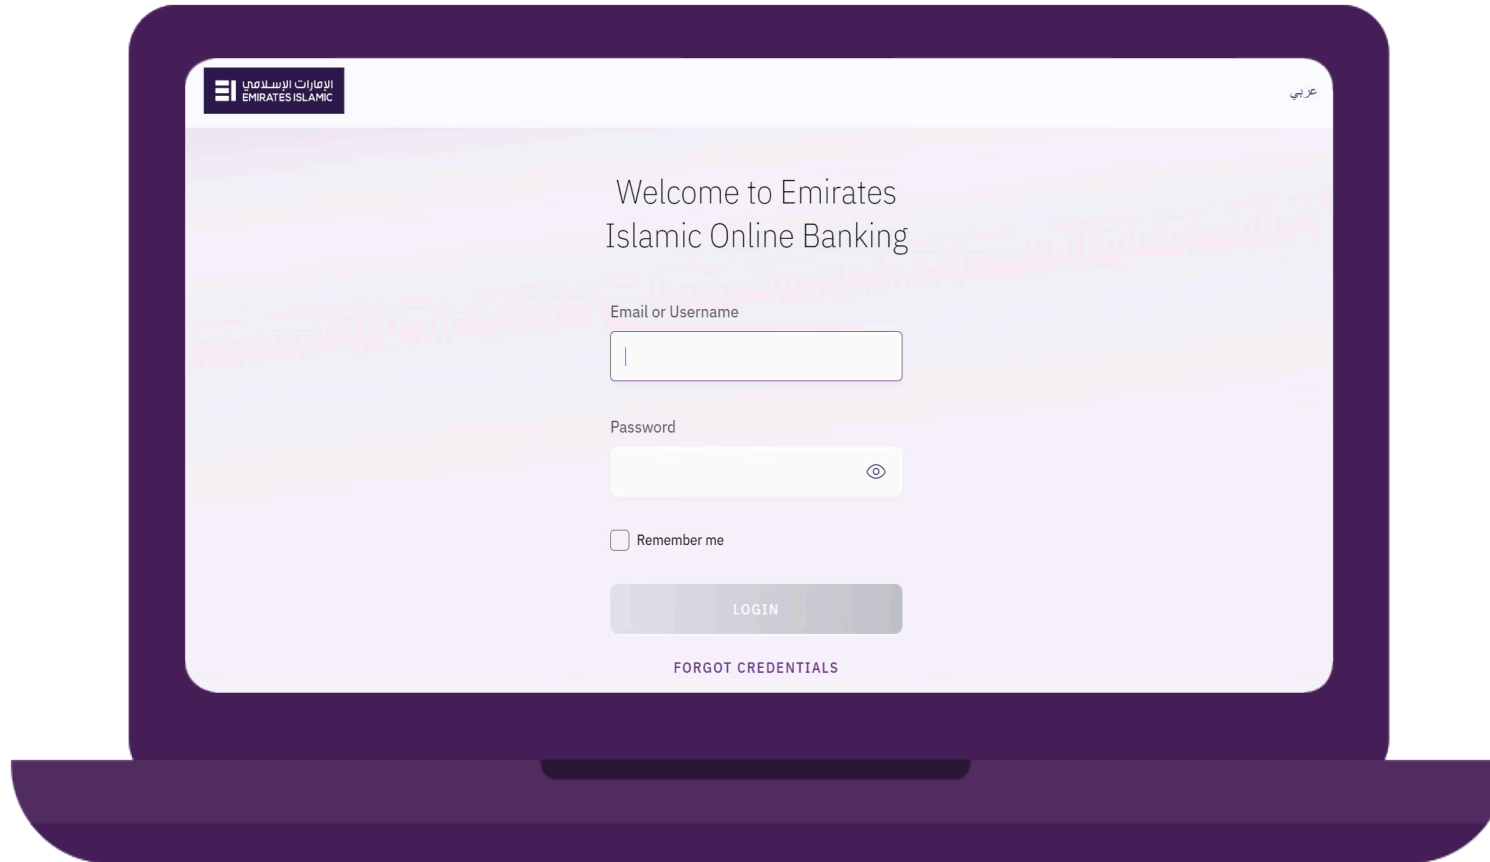 الإمارات الإسلامي
EMIRATES ISLAMIC
عربي
Welcome to Emirates
Islamic Online Banking
Email or Username
Password
Remember me
LOGIN
FORGOT CREDENTIALS